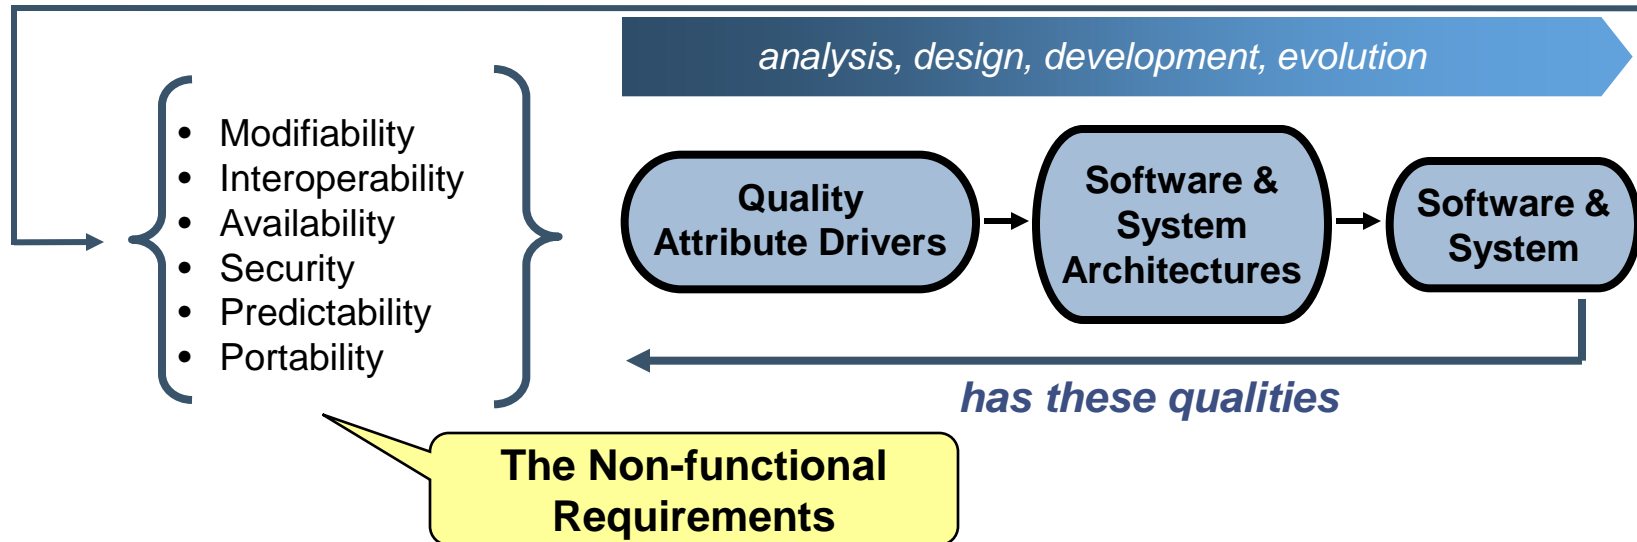 analysis, design, development, evolution
• Modifiability
• Interoperability
• Availability
• Security
• Predictability
• Portability
Quality
Attribute Drivers
Software &
System
Architectures
Software &
System
has these qualities
The Non-functional
Requirements